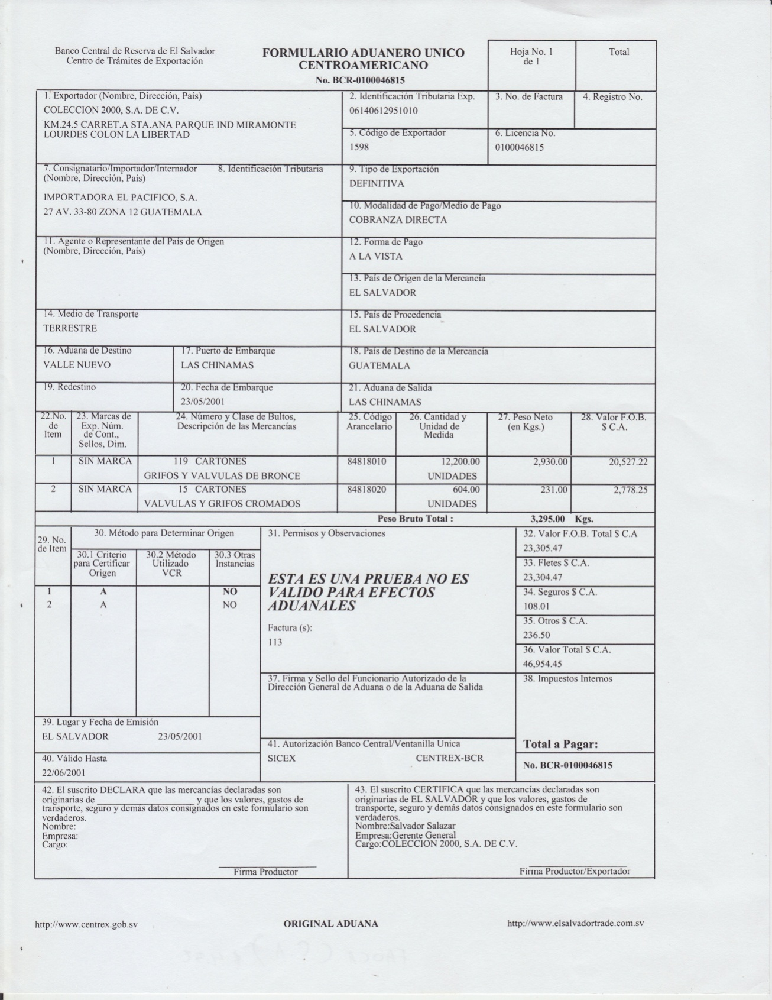 Banco Central de Reserva de El Salvador
Centro de Trámites de Exportación
FORMULARIO ADUANERO UNICO
CENTROAMERICANO
No. BCR-0100046815
Hoja No. 1
de 1
Total
1. Exportador (Nombre, Dirección, País)
COLECCION 2000, S.A. DE C.V.
KM.24.5 CARRET.A STA.ANA PARQUE IND MIRAMONTE
LOURDES COLON LA LIBERTAD
2. Identificación Tributaria Exp.
06140612951010
3. No. de Factura
4. Registro No.
5. Código de Exportador
1598
6. Licencia No.
0100046815
7. Consignatario/Importador/Internador
(Nombre, Dirección, País)
8. Identificación Tributaria
IMPORTADORA EL PACIFICO, S.A.
27 AV. 33-80 ZONA 12 GUATEMALA
9. Tipo de Exportación
DEFINITIVA
10. Modalidad de Pago/Medio de Pago
COBRANZA DIRECTA
11. Agente o Representante del País de Origen
(Nombre, Dirección, País)
12. Forma de Pago
A LA VISTA
13. País de Origen de la Mercancía
EL SALVADOR
14. Medio de Transporte
TERRESTRE
15. País de Procedencia
EL SALVADOR
16. Aduana de Destino
VALLE NUEVO
17. Puerto de Embarque
LAS CHINAMAS
18. País de Destino de la Mercancía
GUATEMALA
19. Redestino
20. Fecha de Embarque
23/05/2001
21. Aduana de Salida
LAS CHINAMAS
22.No.
de
Item
23. Marcas de
Exp. Núm.
de Cont.,
Sellos, Dim.
24. Número y Clase de Bultos,
Descripción de las Mercancías
25. Código
Arancelario
26. Cantidad y
Unidad de
Medida
27. Peso Neto
(en Kgs.)
28. Valor F.O.B.
$ C.A.
1 SIN MARCA 119 CARTONES 84818010 12,200.00 2,930.00 20,527.22
GRIFOS Y VALVULAS DE BRONCE UNIDADES
2 SIN MARCA 15 CARTONES 84818020 604.00 231.00 2,778.25
VALVULAS Y GRIFOS CROMADOS UNIDADES
Peso Bruto Total : 3,295.00 Kgs.
29. No.
de Item
30. Método para Determinar Origen
30.1 Criterio
para Certificar
Origen
30.2 Método
Utilizado
VCR
30.3 Otras
Instancias
1 A NO
2 A NO
31. Permisos y Observaciones
ESTA ES UNA PRUEBA NO ES
VALIDO PARA EFECTOS
ADUANALES
Factura (s):
113
32. Valor F.O.B. Total $ C.A
23,305.47
33. Fletes $ C.A.
23,304.47
34. Seguros $ C.A.
108.01
35. Otros $ C.A.
236.50
36. Valor Total $ C.A.
46,954.45
37. Firma y Sello del Funcionario Autorizado de la
Dirección General de Aduana o de la Aduana de Salida
38. Impuestos Internos
39. Lugar y Fecha de Emisión
EL SALVADOR 23/05/2001
40. Válido Hasta
22/06/2001
41. Autorización Banco Central/Ventanilla Unica
SICEX CENTREX-BCR
Total a Pagar:
No. BCR-0100046815
42. El suscrito DECLARA que las mercancías declaradas son
originarias de ____________________ y que los valores, gastos de
transporte, seguro y demás datos consignados en este formulario son
verdaderos.
Nombre:
Empresa:
Cargo:
Firma Productor
43. El suscrito CERTIFICA que las mercancías declaradas son
originarias de EL SALVADOR y que los valores, gastos de
transporte, seguro y demás datos consignados en este formulario son
verdaderos.
Nombre:Salvador Salazar
Empresa:Gerente General
Cargo:COLECCION 2000, S.A. DE C.V.
Firma Productor/Exportador
http://www.centrex.gob.sv
ORIGINAL ADUANA
http://www.elsalvadortrade.com.sv